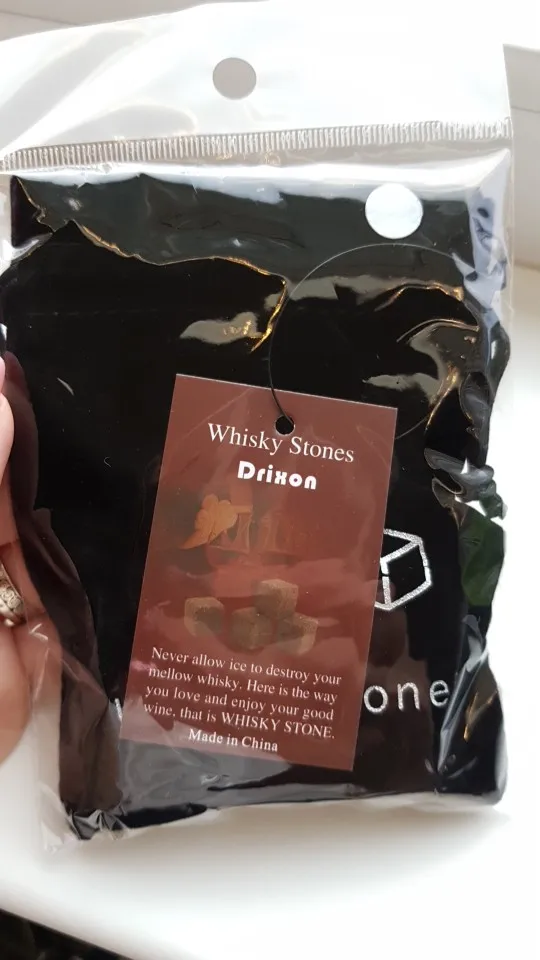 Whisky Stones
Drixon
Never allow ice to destroy your
mellow whisky. Here is the way
you love and enjoy your good
wine, that is WHISKY STONE.
Made in China
one